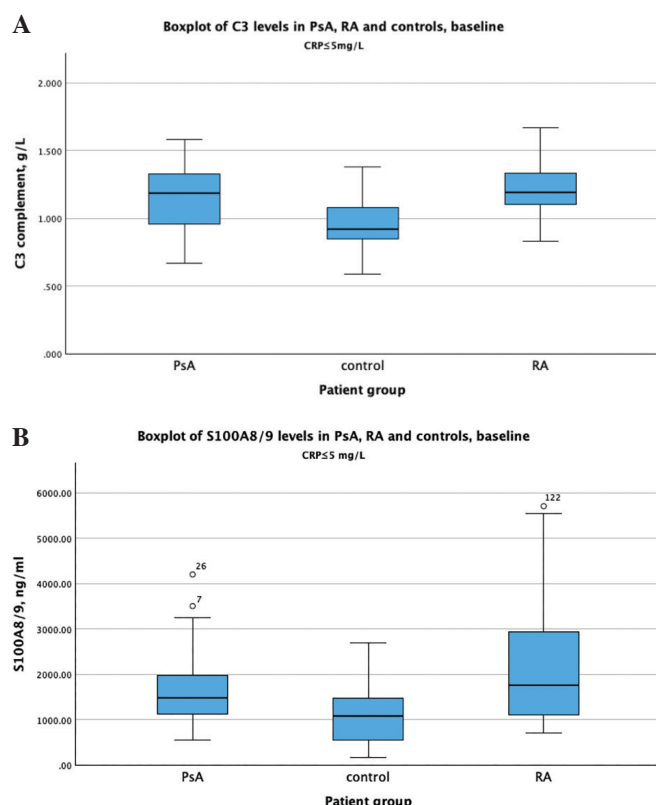 A
Boxplot of C3 levels in PsA, RA and controls, baseline
CRP≤5mg/L
2.000
1.500
1.000
.500
.000
C3 complement, g/L
PsA control RA
Patient group
B
Boxplot of S100A8/9 levels in PsA, RA and controls, baseline
CRP≤5 mg/L
6000.00
5000.00
4000.00
3000.00
2000.00
1000.00
.00
S100A8/9, ng/ml
26
7
122
PsA control RA
Patient group